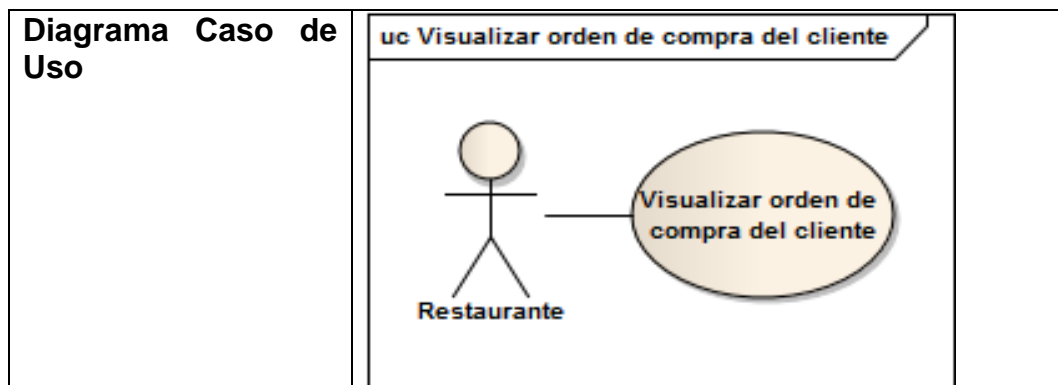 Diagrama Caso de
Uso
uc Visualizar orden de compra del cliente
Visualizar orden de
compra del cliente
Restaurante